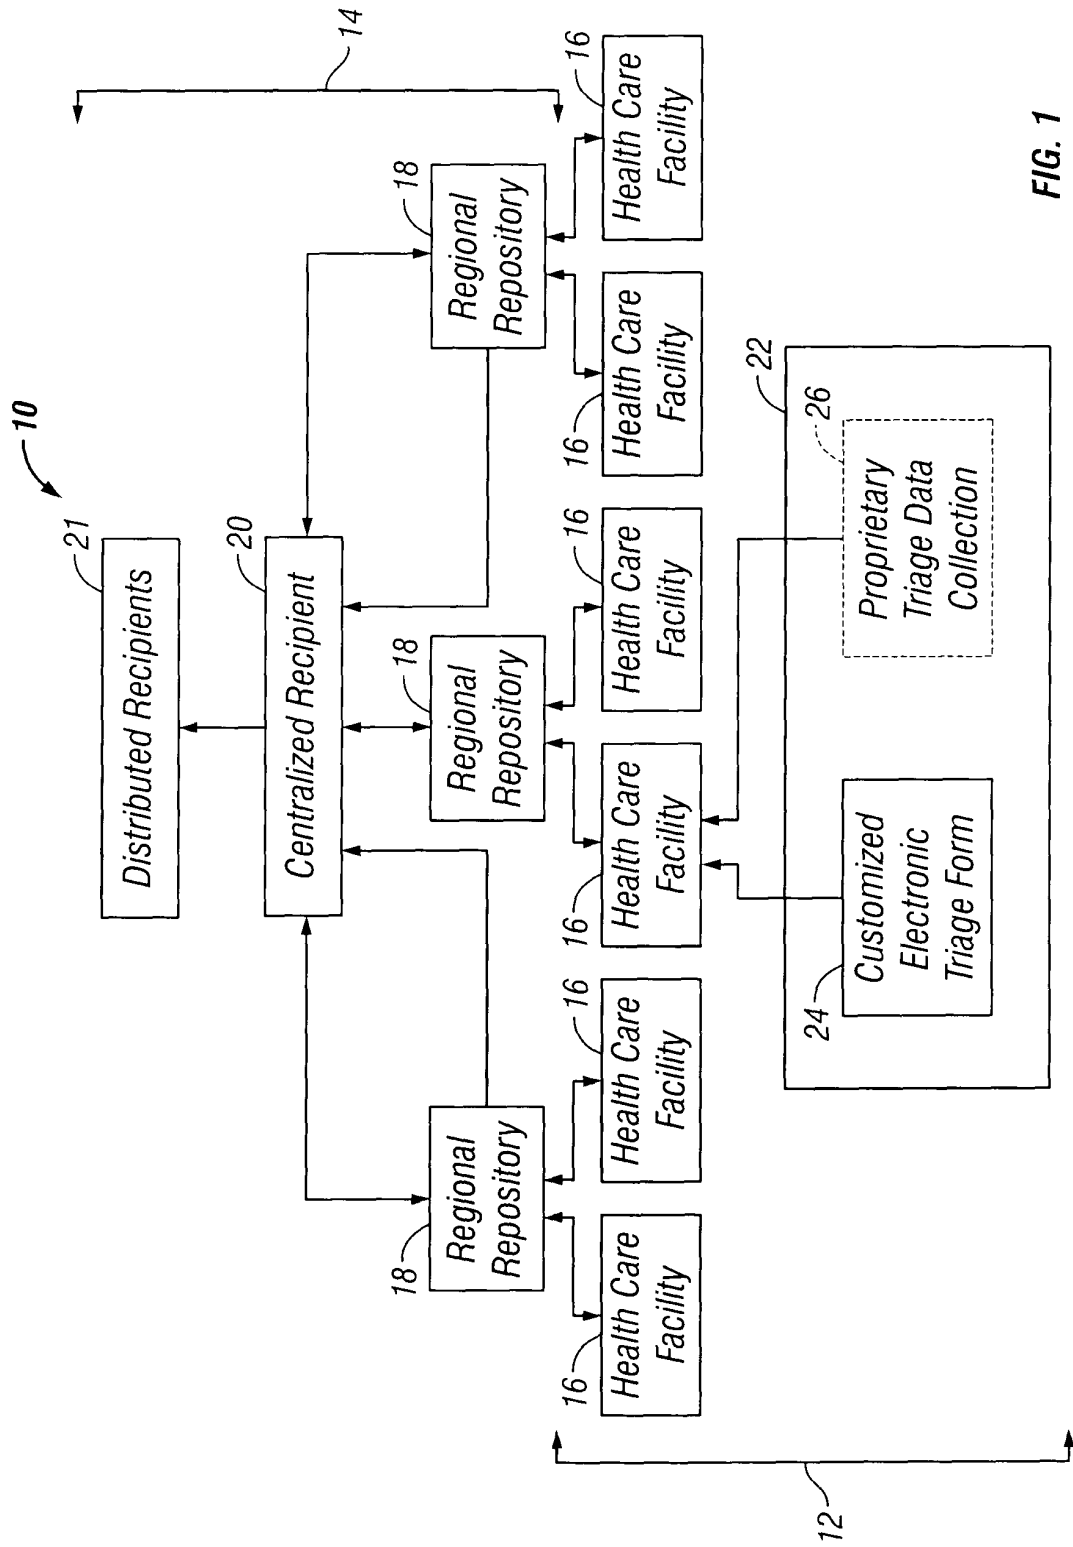 10
21
Distributed Recipients
20
Centralized Recipient
14
18
Regional
Repository
18
Regional
Repository
18
Regional
Repository
16
Health Care
Facility
16
Health Care
Facility
16
Health Care
Facility
16
Health Care
Facility
16
Health Care
Facility
16
Health Care
Facility
12
22
24
Customized
Electronic
Triage Form
26
Proprietary
Triage Data
Collection
FIG. 1